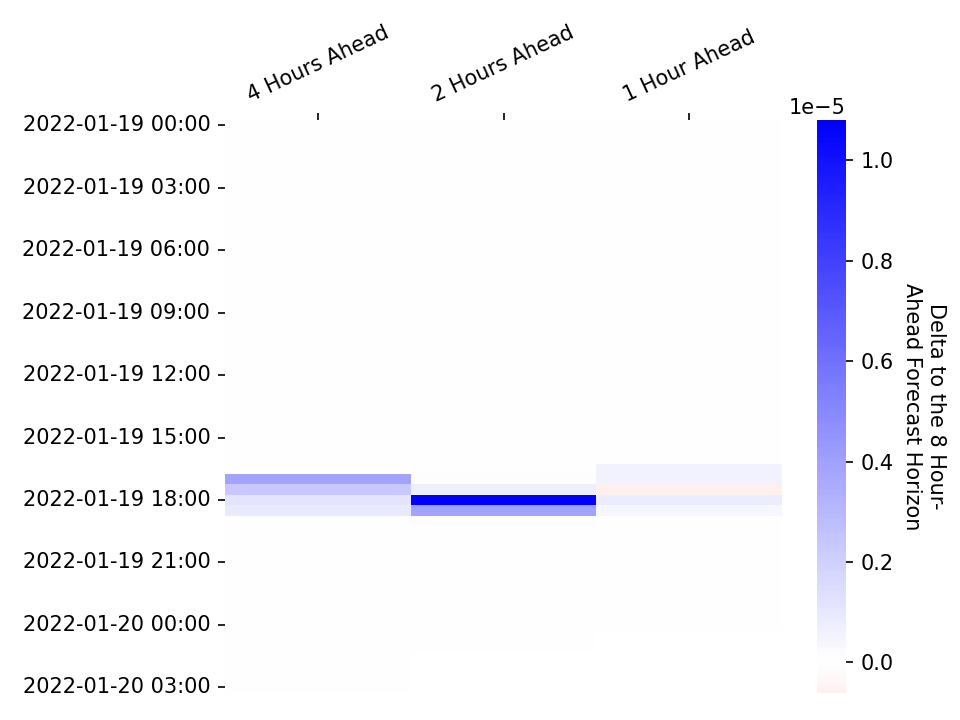 4 Hours Ahead
2 Hours Ahead
1 Hour Ahead
1e−5
2022-01-19 00:00
2022-01-19 03:00
2022-01-19 06:00
2022-01-19 09:00
2022-01-19 12:00
2022-01-19 15:00
2022-01-19 18:00
2022-01-19 21:00
2022-01-20 00:00
2022-01-20 03:00
1.0
0.8
0.6
0.4
0.2
0.0
Delta to the 8 Hour-
Ahead Forecast Horizon